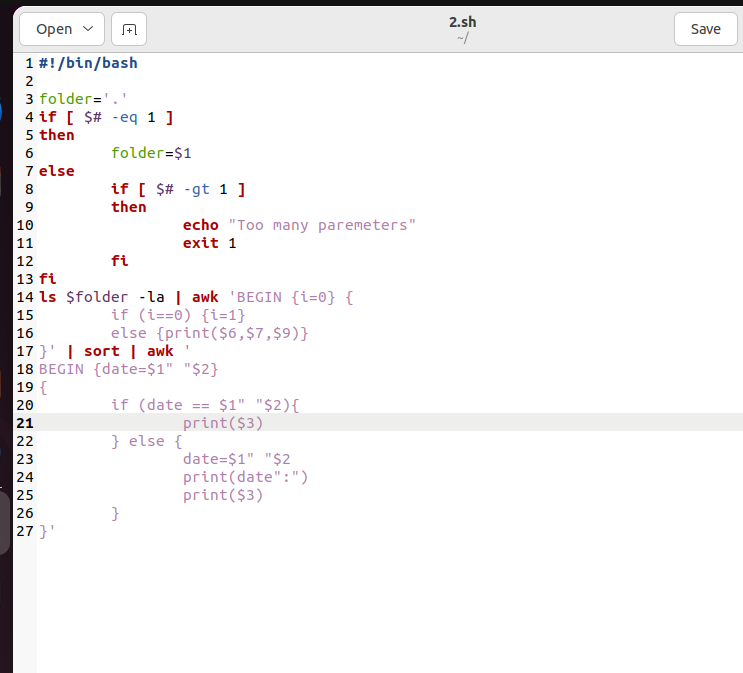 Open
2.sh
~/
Save
1 #!/bin/bash
2
3 folder='.'
4 if [ $# -eq 1 ]
5 then
6         folder=$1
7 else
8         if [ $# -gt 1 ]
9         then
10                 echo "Too many paremeters"
11                 exit 1
12         fi
13 fi
14 ls $folder -la | awk 'BEGIN {i=0} {
15         if (i==0) {i=1}
16         else {print($6,$7,$9)}
17 }' | sort | awk '
18 BEGIN {date=$1" "$2}
19 {
20         if (date == $1" "$2){
21                 print($3)
22         } else {
23                 date=$1" "$2
24                 print(date":")
25                 print($3)
26         }
27 }'